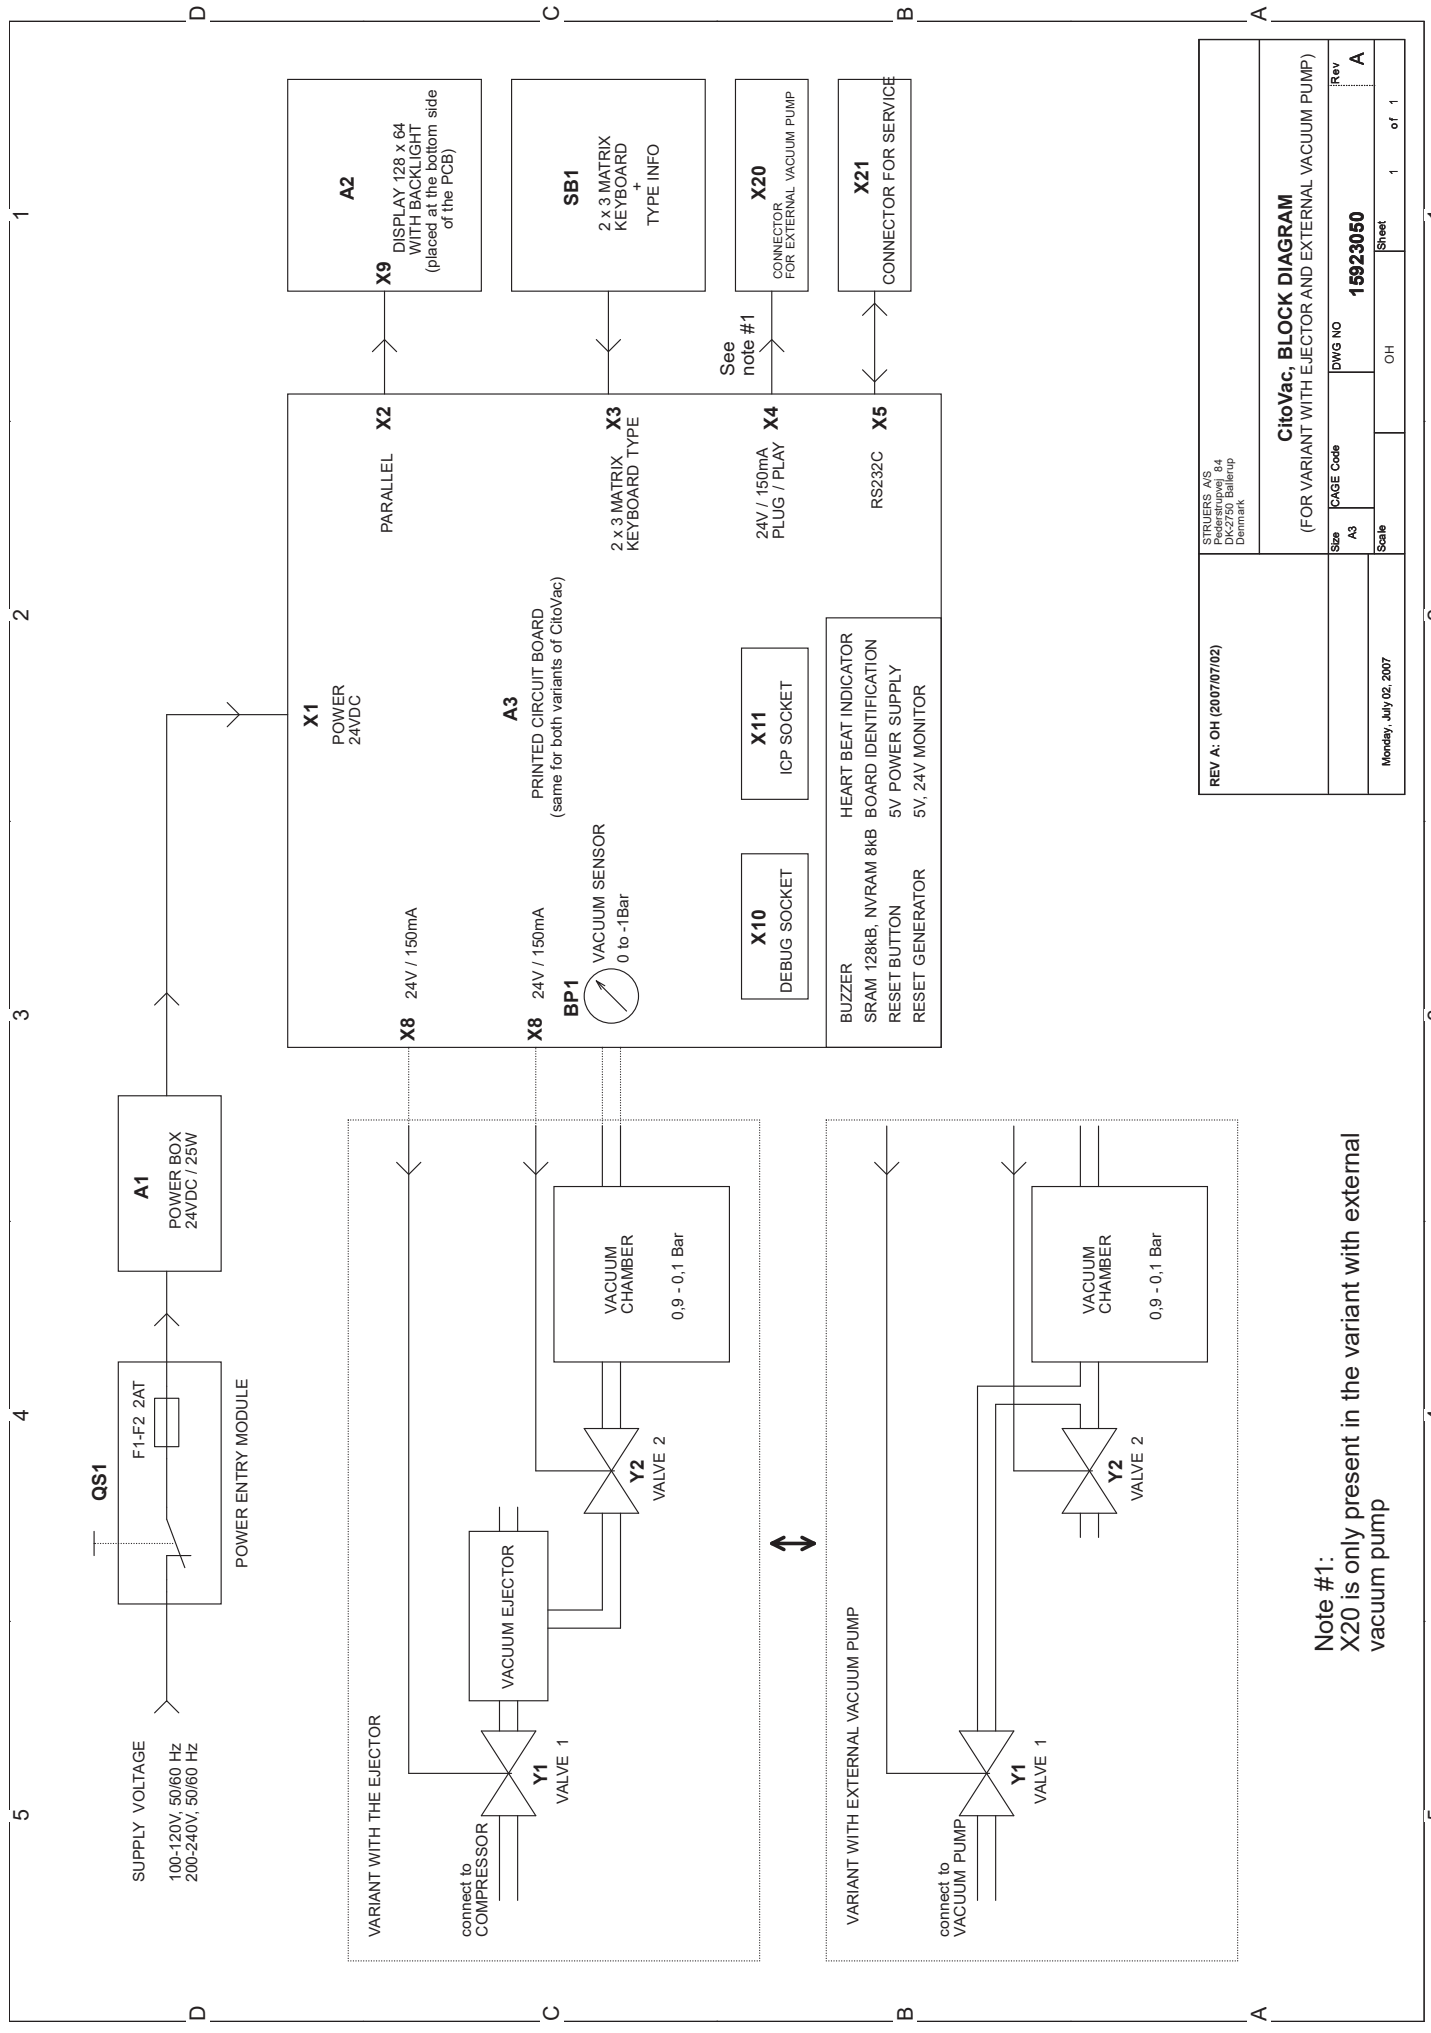 5
4
3
2
1
D
D
SUPPLY VOLTAGE
100-120V, 50/60 Hz
200-240V, 50/60 Hz
QS1
F1-F2 2AT
POWER ENTRY MODULE
A1
POWER BOX
24VDC / 25W
X1
POWER
24VDC
A3
PRINTED CIRCUIT BOARD
(same for both variants of CitoVac)
X8 24V / 150mA
X8 24V / 150mA
BP1
VACUUM SENSOR
0 to -1Bar
X10
DEBUG SOCKET
X11
ICP SOCKET
BUZZER
HEART BEAT INDICATOR
SRAM 128kB, NVRAM 8kB
BOARD IDENTIFICATION
RESET BUTTON
5V POWER SUPPLY
RESET GENERATOR
5V, 24V MONITOR
PARALLEL
X2
2 x 3 MATRIX
KEYBOARD TYPE
X3
24V / 150mA
PLUG / PLAY
X4
RS232C
X5
See
note #1
A2
X9
DISPLAY 128 x 64
WITH BACKLIGHT
(placed at the bottom side
of the PCB)
SB1
2 x 3 MATRIX
KEYBOARD
+
TYPE INFO
X20
CONNECTOR
FOR EXTERNAL VACUUM PUMP
X21
CONNECTOR FOR SERVICE
C
C
VARIANT WITH THE EJECTOR
connect to
COMPRESSOR
Y1
VALVE 1
VACUUM EJECTOR
Y2
VALVE 2
VACUUM
CHAMBER
0,9 - 0,1 Bar
B
B
VARIANT WITH EXTERNAL VACUUM PUMP
connect to
VACUUM PUMP
Y1
VALVE 1
Y2
VALVE 2
VACUUM
CHAMBER
0,9 - 0,1 Bar
A
A
Note #1:
X20 is only present in the variant with external
vacuum pump
REV A: OH (2007/07/02)
Monday, July 02, 2007
STRUERS A/S
Pederstrupvej 84
DK-2750 Ballerup
Denmark
CitoVac, BLOCK DIAGRAM
(FOR VARIANT WITH EJECTOR AND EXTERNAL VACUUM PUMP)
Size
A3
CAGE Code
DWG NO
15923050
Rev
A
Scale
OH
Sheet
1 of 1
5
4
3
2
1